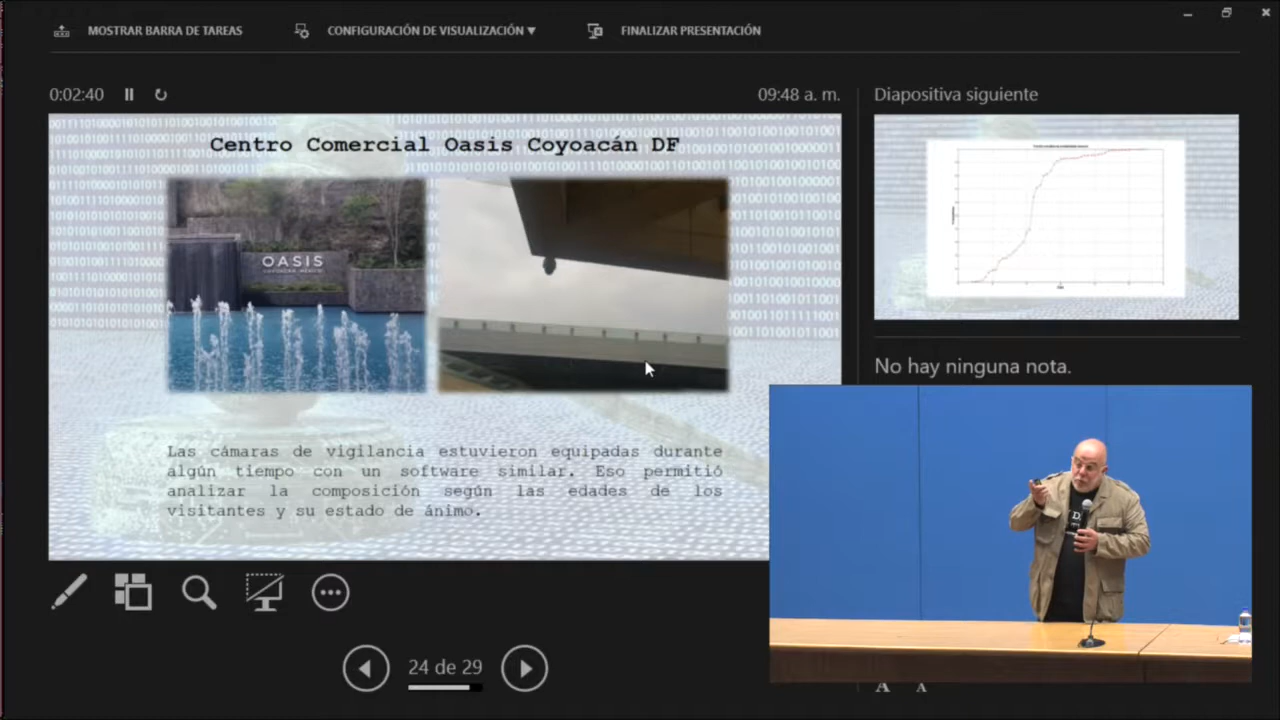 MOSTRAR BARRA DE TAREAS
CONFIGURACIÓN DE VISUALIZACIÓN ▼
FINALIZAR PRESENTACIÓN
0:02:40
09:48 a. m.
Centro Comercial Oasis Coyoacán DF
OASIS
COYOACÁN MÉXICO
Las cámaras de vigilancia estuvieron equipadas durante
algún tiempo con un software similar. Eso permitió
analizar la composición según las edades de los
visitantes y su estado de ánimo.
24 de 29
Diapositiva siguiente
No hay ninguna nota.
A A